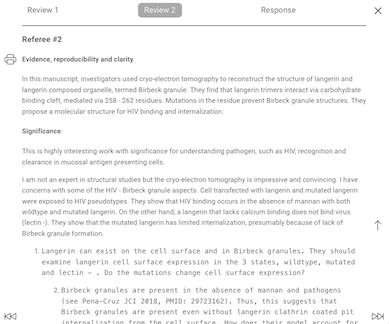 Review 1 Review 2 Response
Referee #2
Evidence, reproducibility and clarity
In this manuscript, investigators used cryo-electron tomography to reconstruct the structure of langerin and
langerin composed organelle, termed Birbeck granule. They find that langerin trimers interact via carbohydrate
binding cleft, mediated via 258 - 262 residues. Mutations in the residue prevent Birbeck granule structures. They
propose a molecular structure for HIV binding and internalization.
Significance
This is highly interesting work with significance for understanding pathogen, such as HIV, recognition and
clearance in mucosal antigen presenting cells.
I am not an expert in structural studies but the cryo-electron tomography is impressive and convincing. I have
concerns with some of the HIV - Birbeck granule aspects. Cell transfected with langerin and mutated langerin
were exposed to HIV pseudotypes. They show that HIV binding occurs in the absence of mannan with both
wildtype and mutated langerin. On the other hand, a langerin that lacks calcium binding does not bind virus
(lectin -). They show that the mutated langerin has limited internalization, presumably because of lack of
Birbeck granule formation.
1. Langerin can exist on the cell surface and in Birbeck granules. They should
examine langerin cell surface expression in the 3 states, wildtype, mutated
and lectin - . Do the mutations change cell surface expression?
2. Birbeck granules are present in the absence of mannan and pathogens
(see Pena-Cruz JCI 2018, PMID: 29723162). Thus, this suggests that
Birbeck granules are present even without langerin clathrin coated pit
internalization from the cell surface. How does their model account for